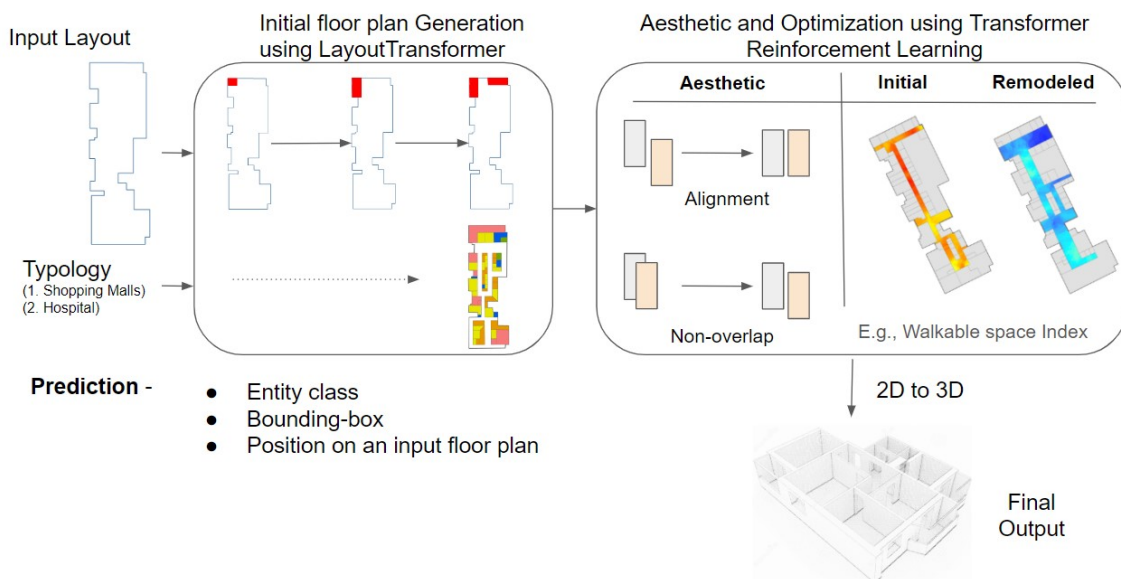 Input Layout
Initial floor plan Generation
using LayoutTransformer
Aesthetic and Optimization using Transformer
Reinforcement Learning
Aesthetic
Initial
Remodeled
Alignment
Typology
(1. Shopping Malls)
(2. Hospital)
Non-overlap
E.g., Walkable space Index
Prediction -
● Entity class
● Bounding-box
● Position on an input floor plan
2D to 3D
Final
Output